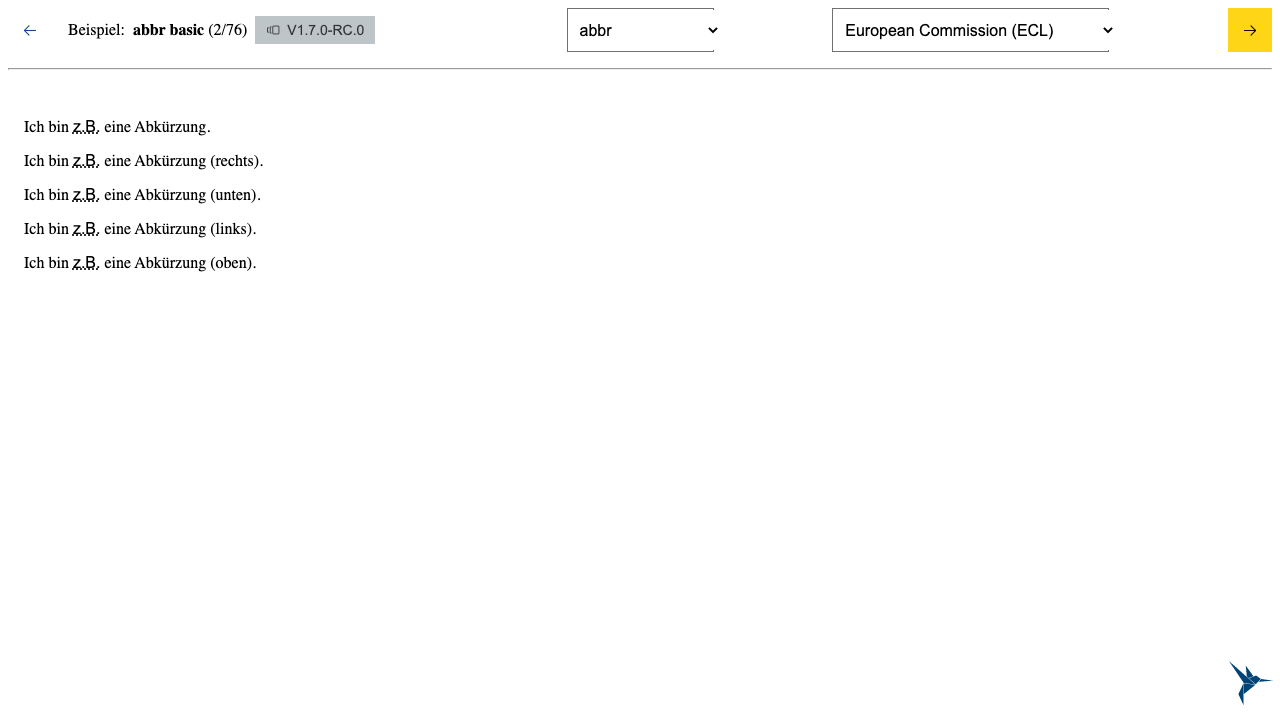 Beispiel: abbr basic (2/76) V1.7.0-RC.0 abbr European Commission (ECL)
Ich bin z.B. eine Abkürzung.
Ich bin z.B. eine Abkürzung (rechts).
Ich bin z.B. eine Abkürzung (unten).
Ich bin z.B. eine Abkürzung (links).
Ich bin z.B. eine Abkürzung (oben).